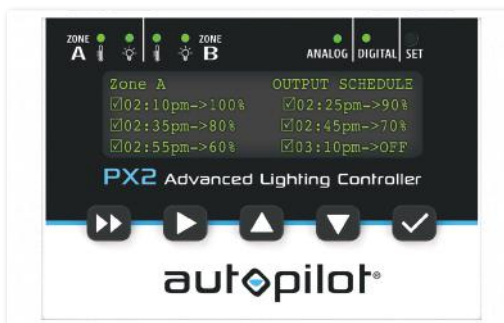 ZONE A ZONE B ANALOG DIGITAL SET
Zone A OUTPUT SCHEDULE
☑02:10pm->100% ☑02:25pm->90%
☑02:35pm->80% ☑02:45pm->70%
☑02:55pm->60% ☑03:10pm->OFF
PX2 Advanced Lighting Controller
autopilot®